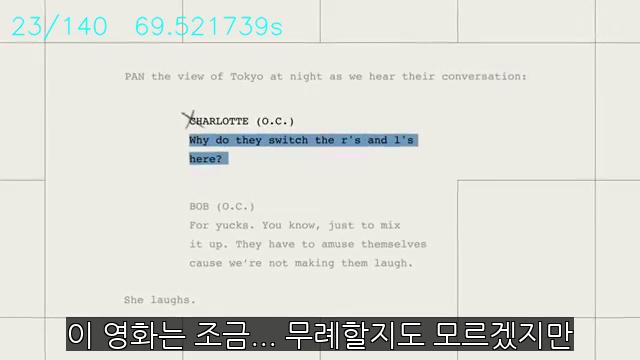 23/140 69.521739s
PAN the view of Tokyo at night as we hear their conversation:
CHARLOTTE (O.C.)
Why do they switch the r's and l's
here?
BOB (O.C.)
For yucks. You know, just to mix
it up. They have to amuse themselves
cause we're not making them laugh.
She laughs.
이 영화는 조금... 무례할지도 모르겠지만